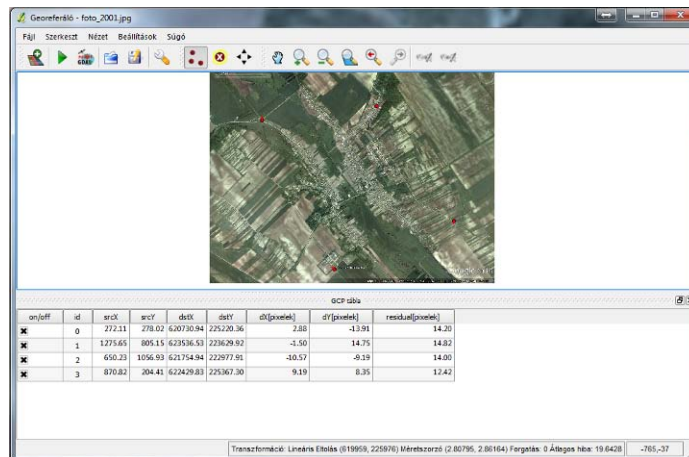 Georeferáló - foto_2001.jpg
Fájl Szerkeszt Nézet Beállítások Súgó
GDAL
GCP tábla
on/off id srcX srcY dstX dstY dX[pixelek] dY[pixelek] residual[pixelek]
0 272.11 278.02 620730.94 225220.36 2.88 -13.91 14.20
1 1275.65 805.15 623536.53 223629.92 -1.50 14.75 14.82
2 650.23 1056.93 621754.94 222977.91 -10.57 -9.19 14.00
3 870.82 204.41 622429.83 225367.30 9.19 8.35 12.42
Transzformáció: Lineáris Eltolás (619959, 225976) Méretszorzó (2.80795, 2.86164) Forgatás: 0 Átlagos hiba: 19.6428 -765,-37